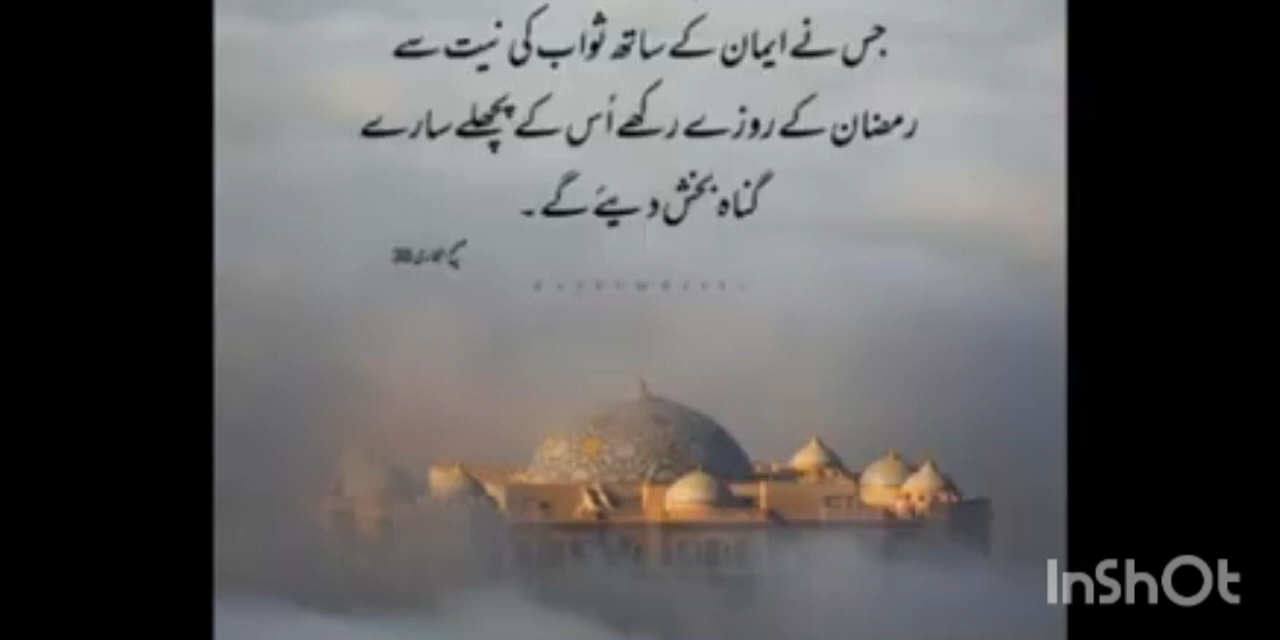 جس نے ایمان کے ساتھ ثواب کی نیت سے
رمضان کے روزے رکھے اُس کے پچھلے سارے
گناہ بخش دیئے گے۔
InShOt